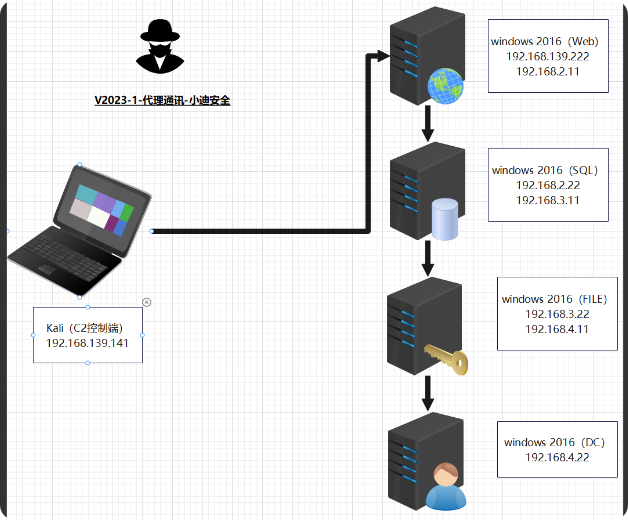 V2023-1-代理通讯-小迪安全
windows 2016（Web）
192.168.139.222
192.168.2.11
windows 2016（SQL）
192.168.2.22
192.168.3.11
Kali（C2控制端）
192.168.139.141
windows 2016（FILE）
192.168.3.22
192.168.4.11
windows 2016（DC）
192.168.4.22